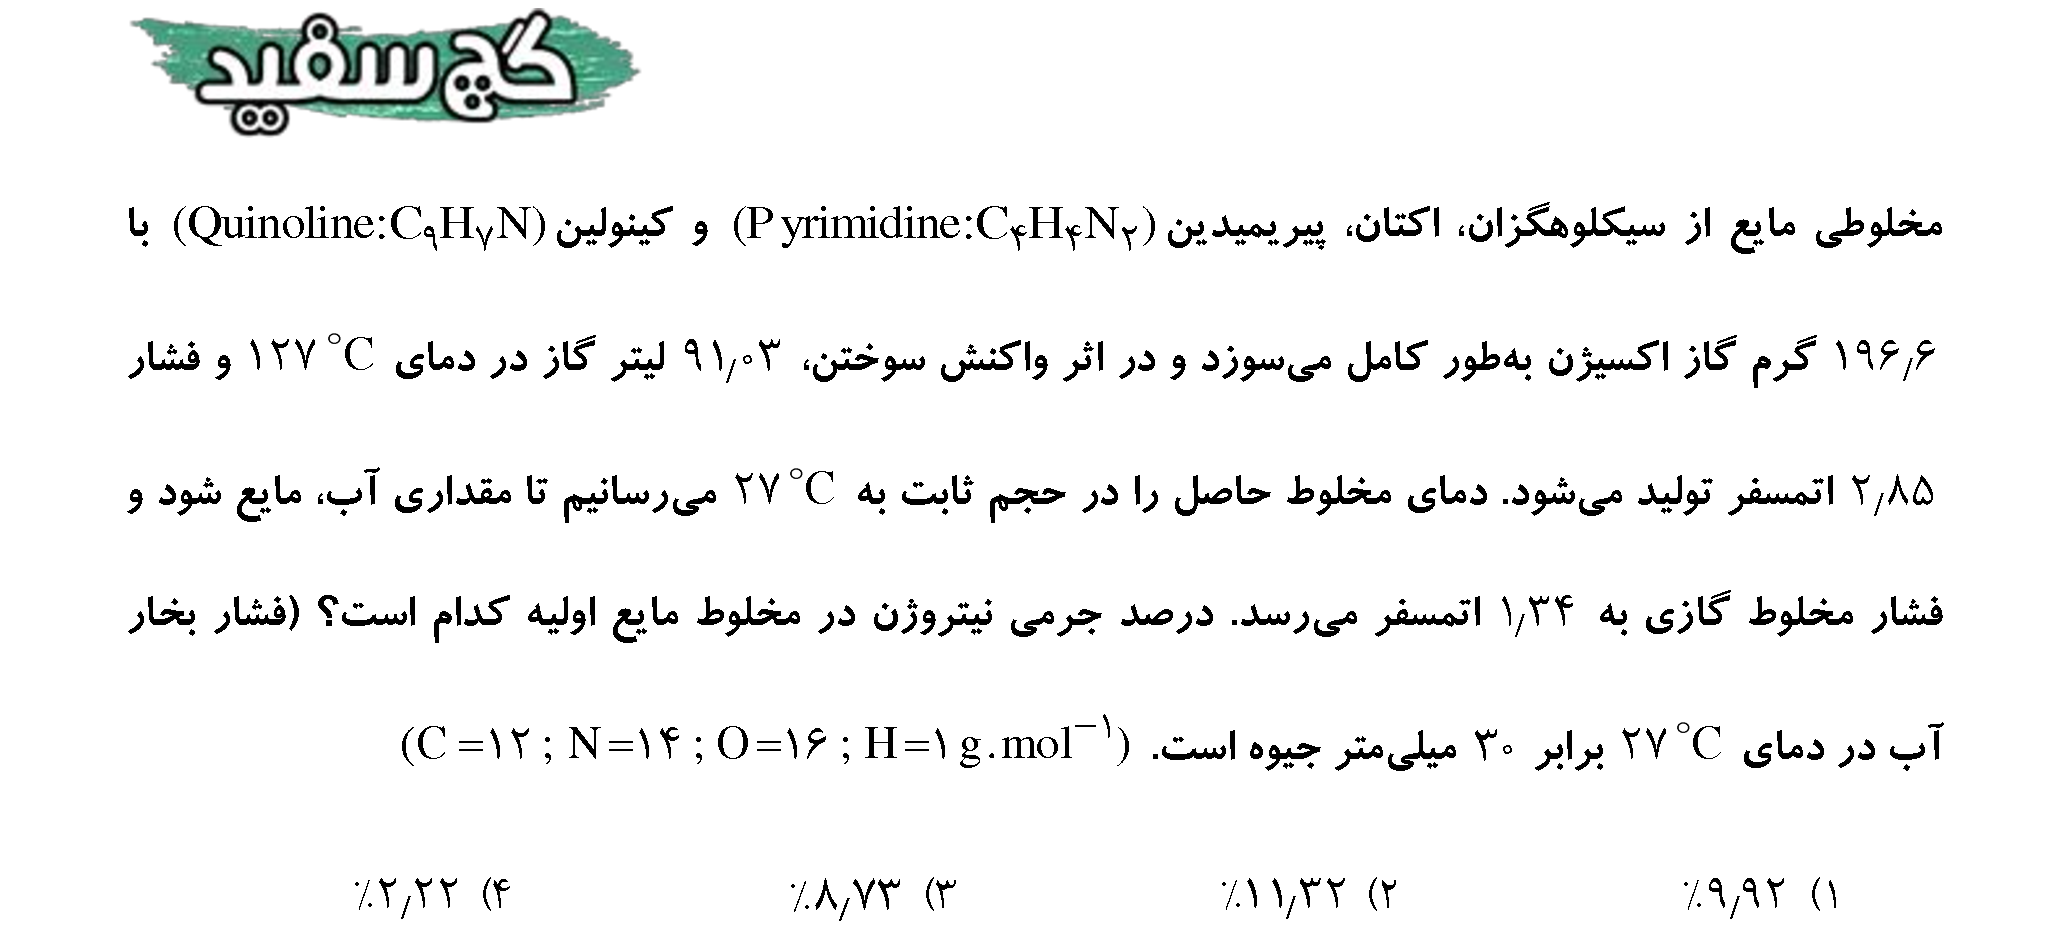 گچ سفید
مخلوطی مایع از سیکلوهگزان، اکتان، پیریمیدین (Pyrimidine:C۴H۴N۲) و کینولین (Quinoline:C۹H۷N) با
۱۹۶٫۶ گرم گاز اکسیژن به‌طور کامل می‌سوزد و در اثر واکنش سوختن، ۹۱٫۰۳ لیتر گاز در دمای ۱۲۷°C و فشار
۲٫۸۵ اتمسفر تولید می‌شود. دمای مخلوط حاصل را در حجم ثابت به ۲۷°C می‌رسانیم تا مقداری آب، مایع شود و
فشار مخلوط گازی به ۱٫۳۴ اتمسفر می‌رسد. درصد جرمی نیتروژن در مخلوط مایع اولیه کدام است؟ (فشار بخار
آب در دمای ۲۷°C برابر ۳۰ میلی‌متر جیوه است. (C=۱۲ ; N=۱۴ ; O=۱۶ ; H=۱ g.mol⁻¹)
۱) ۹٫۹۲٪ ۲) ۱۱٫۳۲٪ ۳) ۸٫۷۳٪ ۴) ۲٫۲۲٪